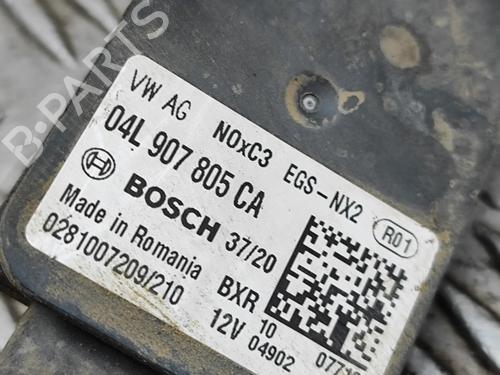 B-PARTS
VW AG NOxC3 EGS-NX2 R01
04L 907 805 CA
BOSCH 37/20
Made in Romania BXR 10
0281007209/210 12V 04902